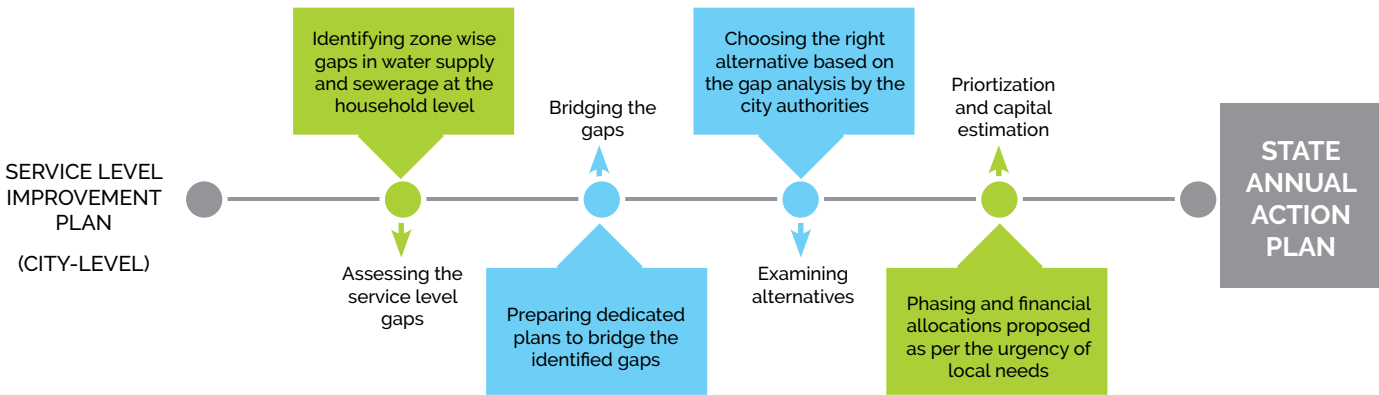 SERVICE LEVEL
IMPROVEMENT
PLAN
(CITY-LEVEL)
Identifying zone wise
gaps in water supply
and sewerage at the
household level
Assessing the
service level
gaps
Bridging the
gaps
Preparing dedicated
plans to bridge the
identified gaps
Choosing the right
alternative based on
the gap analysis by the
city authorities
Examining
alternatives
Priortization
and capital
estimation
Phasing and financial
allocations proposed
as per the urgency of
local needs
STATE
ANNUAL
ACTION
PLAN